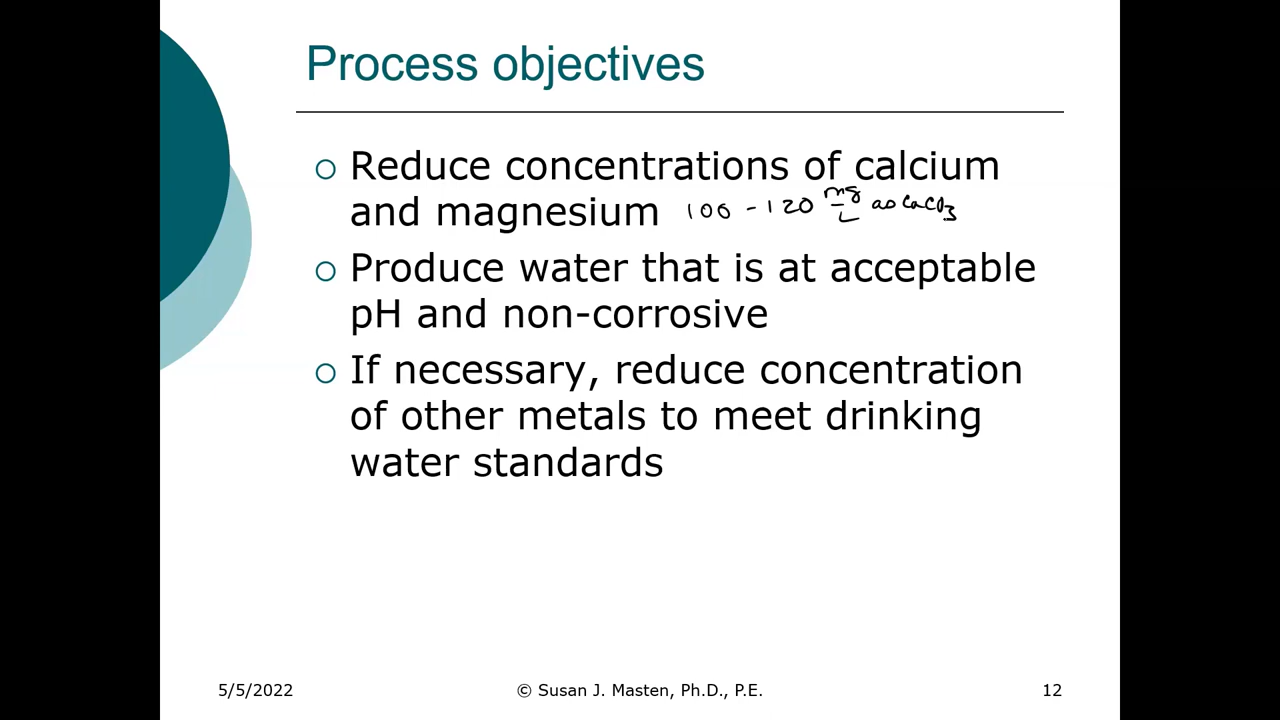 Process objectives
Reduce concentrations of calcium
and magnesium 100 - 120 mg/L as CaCO3
Produce water that is at acceptable
pH and non-corrosive
If necessary, reduce concentration
of other metals to meet drinking
water standards
5/5/2022 © Susan J. Masten, Ph.D., P.E. 12